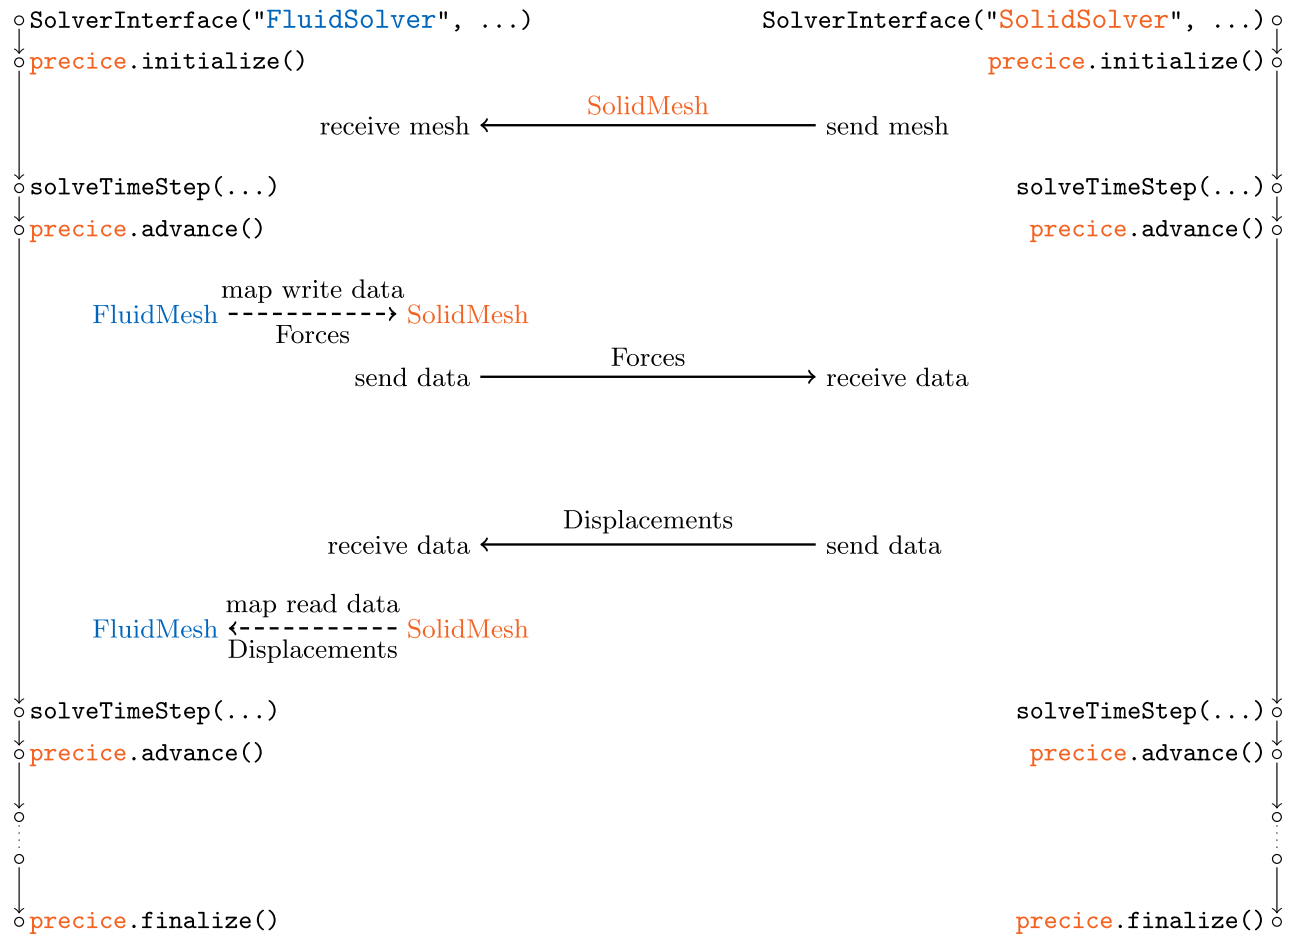 SolverInterface("FluidSolver", ...) SolverInterface("SolidSolver", ...)
precice.initialize() precice.initialize()
SolidMesh
receive mesh send mesh
solveTimeStep(...) solveTimeStep(...)
precice.advance() precice.advance()
map write data
FluidMesh SolidMesh
Forces
Forces
send data receive data
Displacements
receive data send data
map read data
FluidMesh SolidMesh
Displacements
solveTimeStep(...) solveTimeStep(...)
precice.advance() precice.advance()
precice.finalize() precice.finalize()